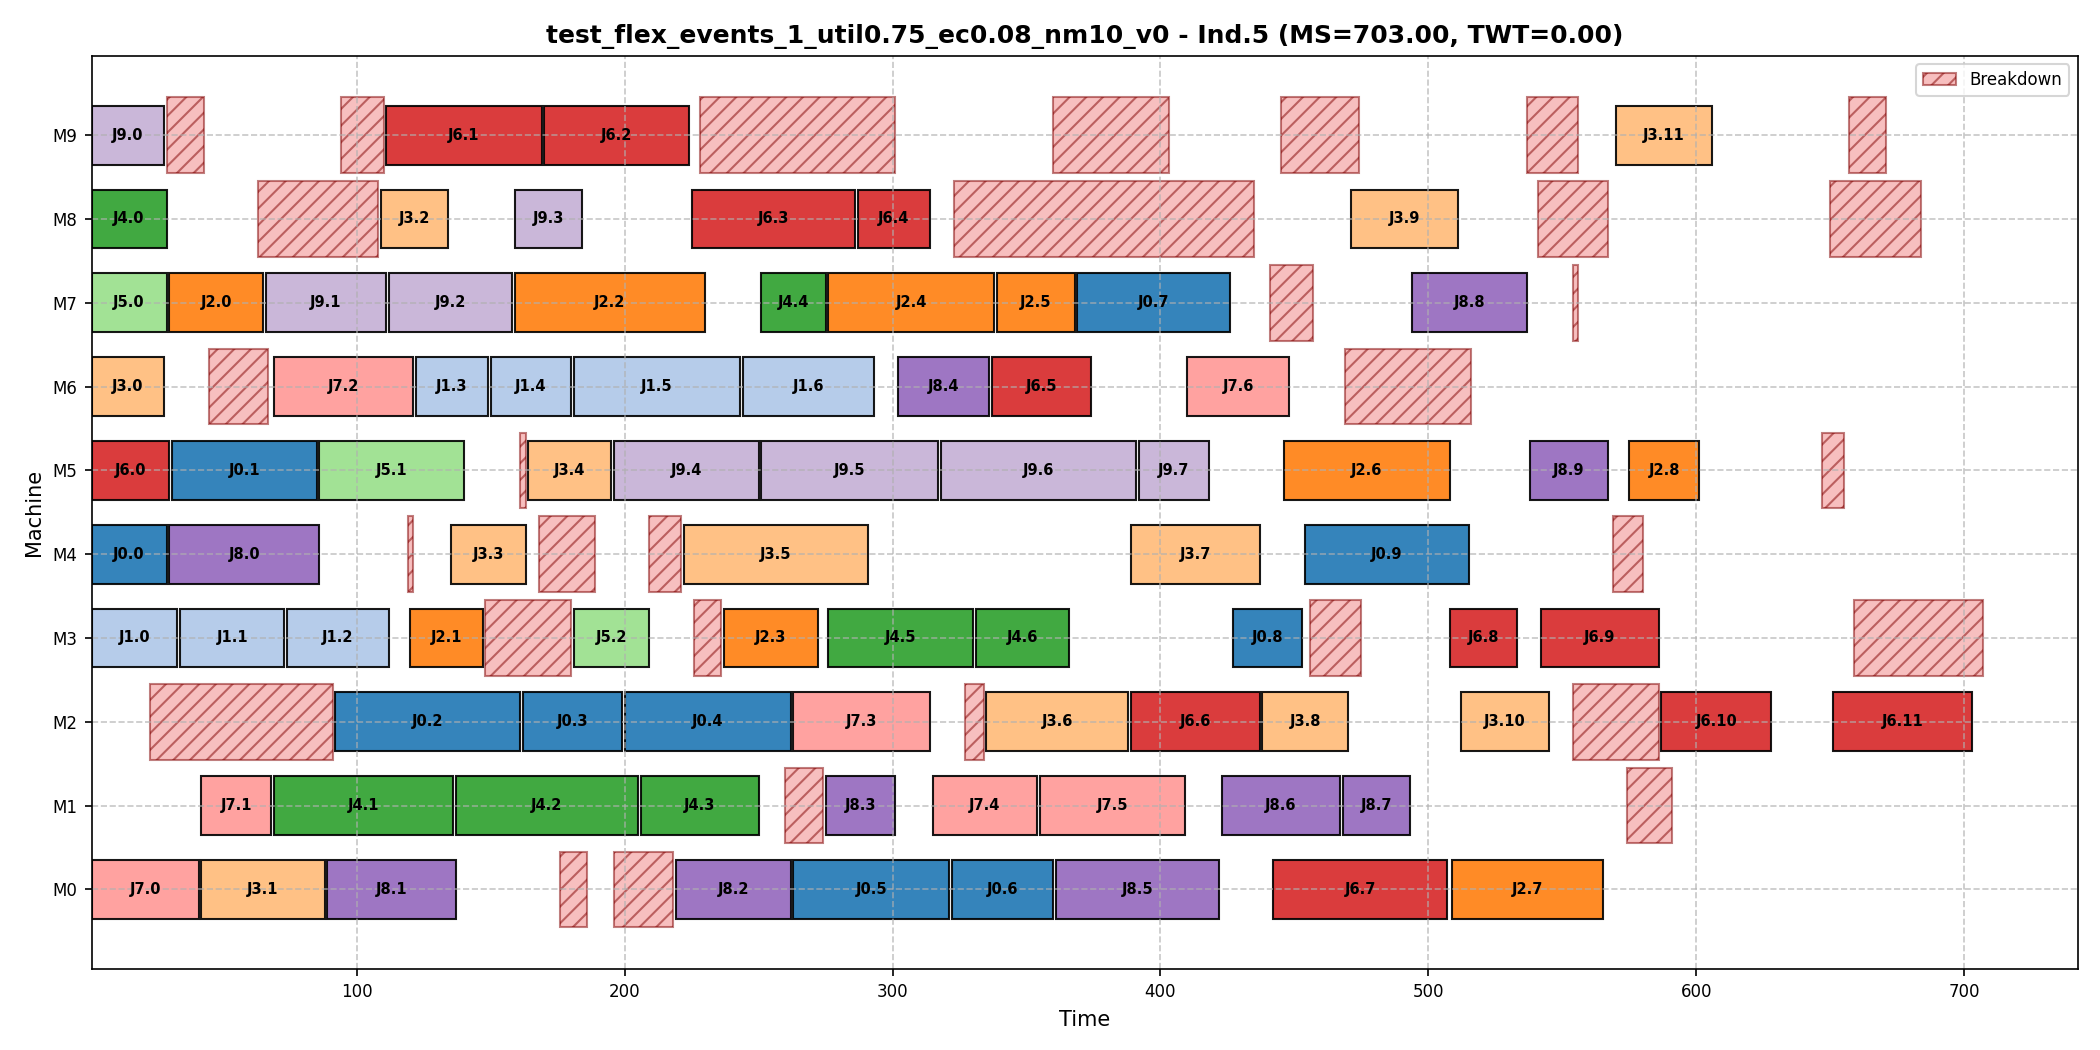 test_flex_events_1_util0.75_ec0.08_nm10_v0 - Ind.5 (MS=703.00, TWT=0.00)
Breakdown
M9 J9.0 J6.1 J6.2 J3.11
M8 J4.0 J3.2 J9.3 J6.3 J6.4 J3.9
M7 J5.0 J2.0 J9.1 J9.2 J2.2 J4.4 J2.4 J2.5 J0.7 J8.8
M6 J3.0 J7.2 J1.3 J1.4 J1.5 J1.6 J8.4 J6.5 J7.6
M5 J6.0 J0.1 J5.1 J3.4 J9.4 J9.5 J9.6 J9.7 J2.6 J8.9 J2.8
M4 J0.0 J8.0 J3.3 J3.5 J3.7 J0.9
M3 J1.0 J1.1 J1.2 J2.1 J5.2 J2.3 J4.5 J4.6 J0.8 J6.8 J6.9
M2 J0.2 J0.3 J0.4 J7.3 J3.6 J6.6 J3.8 J3.10 J6.10 J6.11
M1 J7.1 J4.1 J4.2 J4.3 J8.3 J7.4 J7.5 J8.6 J8.7
M0 J7.0 J3.1 J8.1 J8.2 J0.5 J0.6 J8.5 J6.7 J2.7
100 200 300 400 500 600 700
Time
Machine